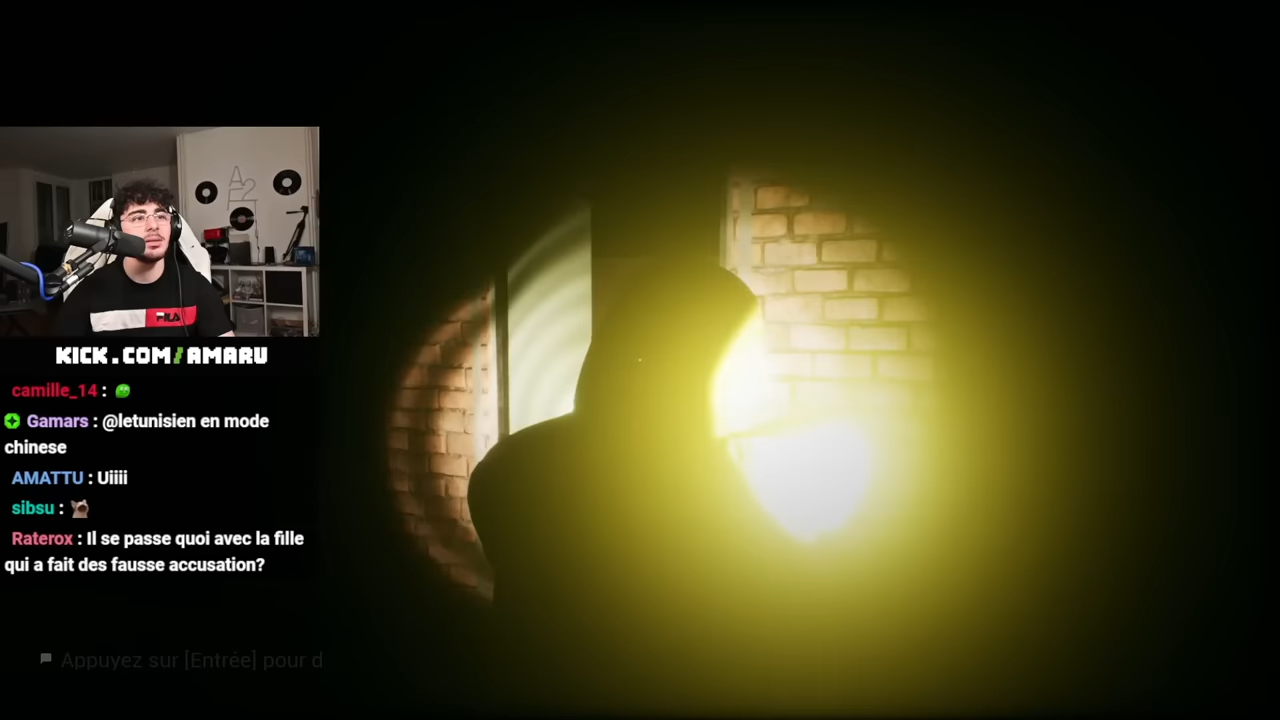 A
FILA
KICK.COM/AMARU
camille_14 :
Gamars : @letunisien en mode
chinese
AMATTU : Uiiii
sibsu :
Raterox : Il se passe quoi avec la fille
qui a fait des fausse accusation?
Appuyez sur [Entrée] pour d